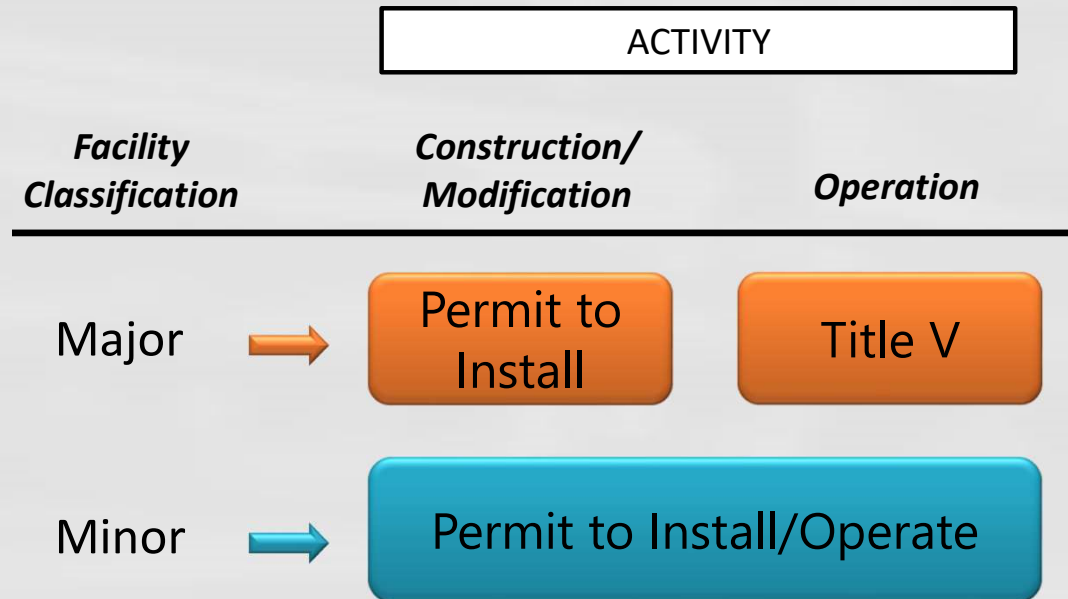 ACTIVITY
Facility
Classification
Construction/
Modification
Operation
Major
Permit to
Install
Title V
Minor
Permit to Install/Operate